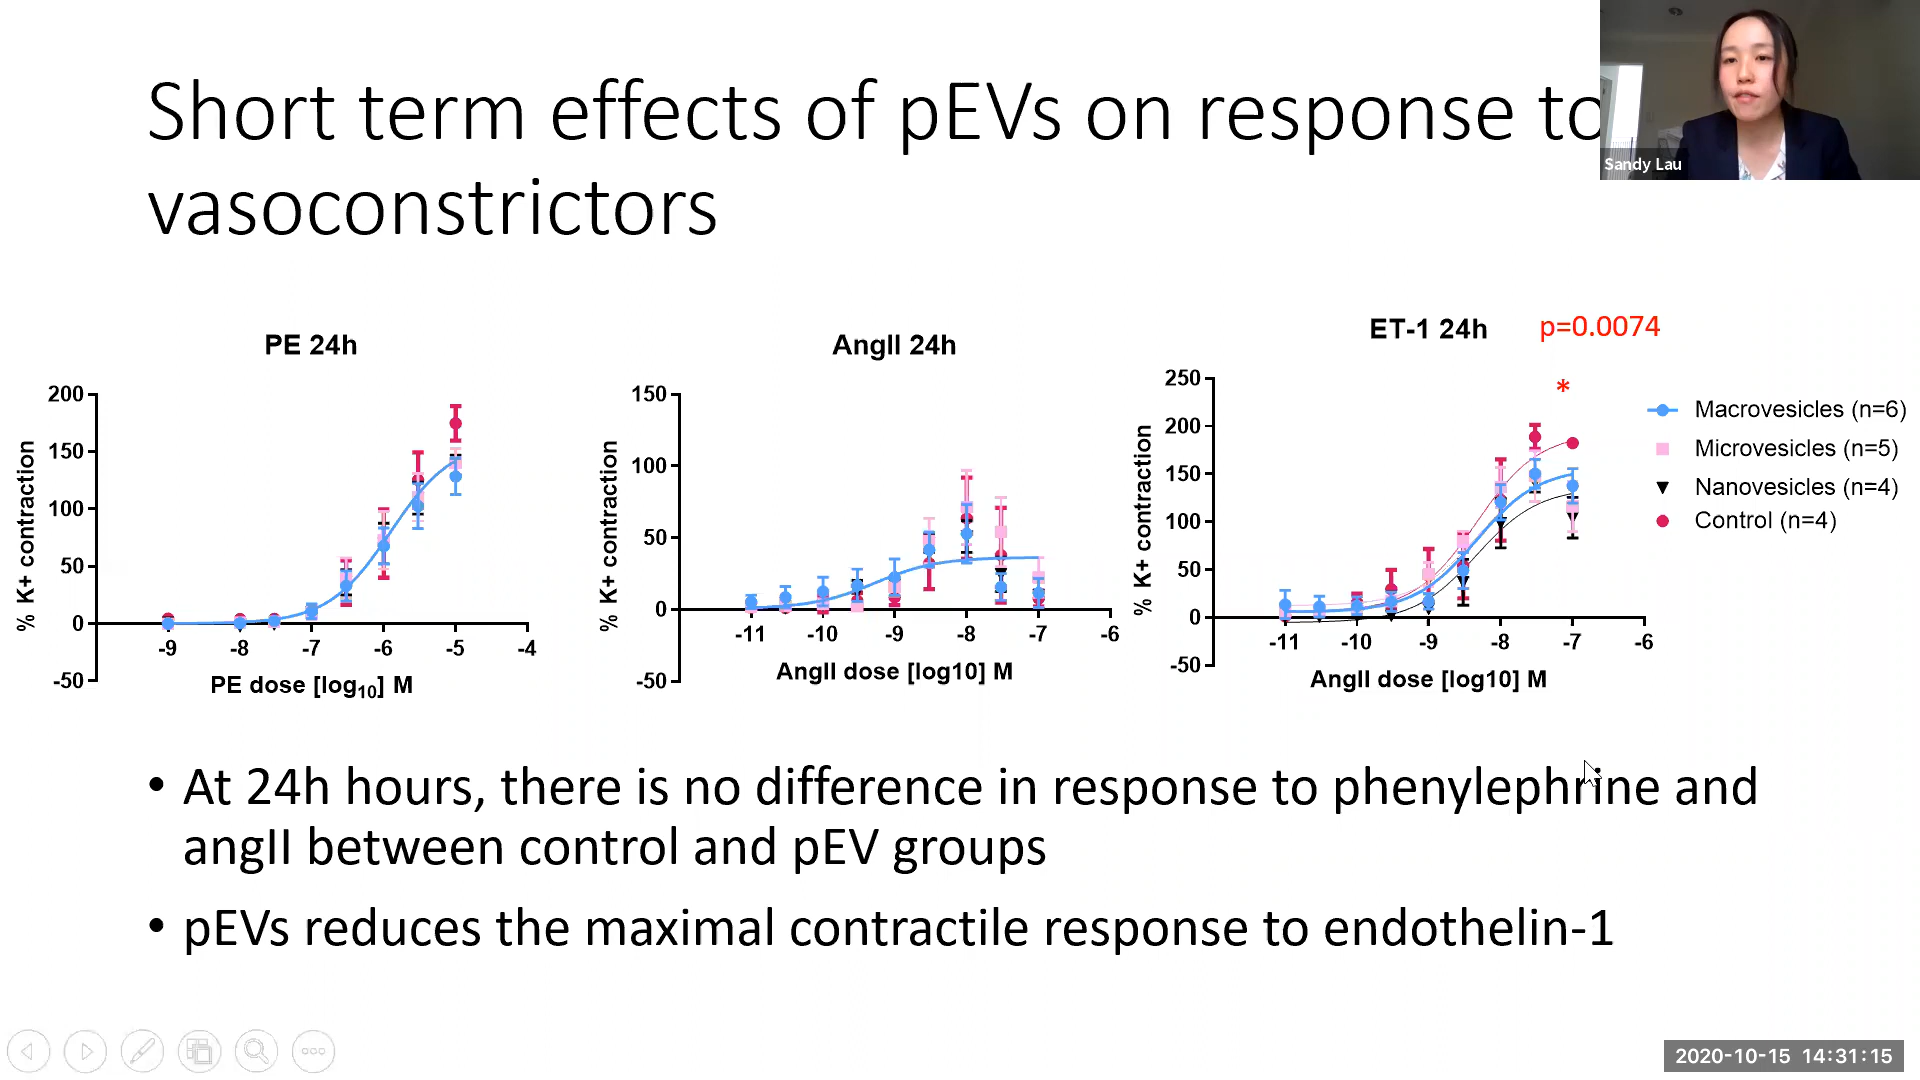 Short term effects of pEVs on response to
vasoconstrictors
Sandy Lau
PE 24h
200
150
100
50
0
-50
% K+ contraction
-9 -8 -7 -6 -5 -4
PE dose [log10] M
AngII 24h
150
100
50
0
-50
% K+ contraction
-11 -10 -9 -8 -7 -6
AngII dose [log10] M
ET-1 24h
p=0.0074
*
250
200
150
100
50
0
-50
% K+ contraction
-11 -10 -9 -8 -7 -6
AngII dose [log10] M
Macrovesicles (n=6)
Microvesicles (n=5)
Nanovesicles (n=4)
Control (n=4)
• At 24h hours, there is no difference in response to phenylephrine and
angII between control and pEV groups
• pEVs reduces the maximal contractile response to endothelin-1
2020-10-15 14:31:15